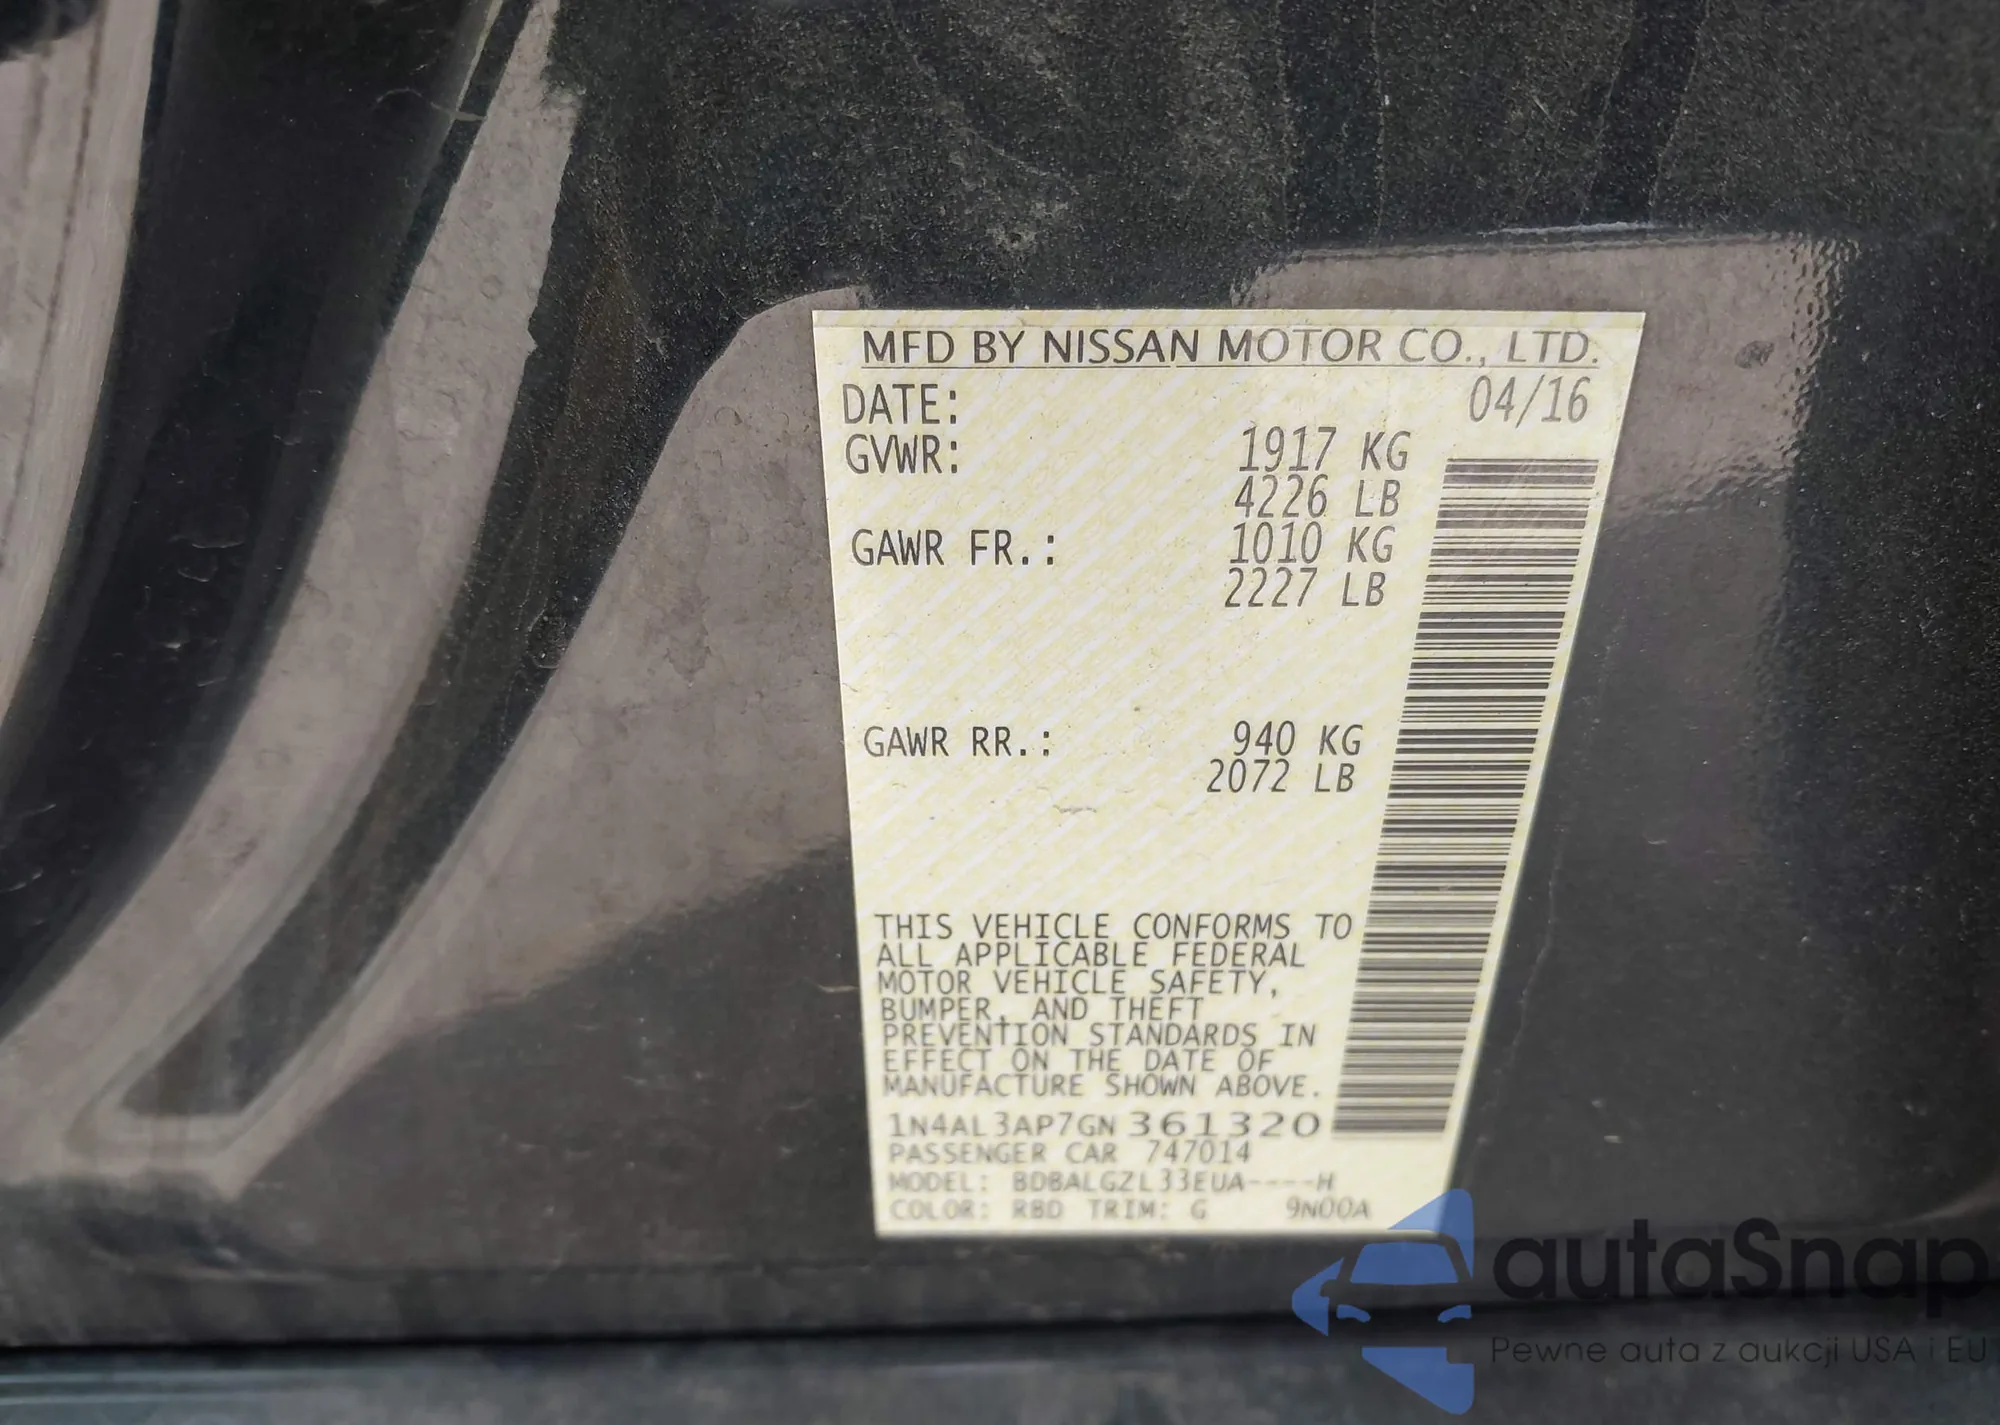 MFD BY NISSAN MOTOR CO., LTD.
DATE: 04/16
GVWR: 1917 KG
4226 LB
GAWR FR.: 1010 KG
2227 LB
GAWR RR.: 940 KG
2072 LB
THIS VEHICLE CONFORMS TO
ALL APPLICABLE FEDERAL
MOTOR VEHICLE SAFETY,
BUMPER, AND THEFT
PREVENTION STANDARDS IN
EFFECT ON THE DATE OF
MANUFACTURE SHOWN ABOVE.
1N4AL3AP7GN361320
PASSENGER CAR 747014
MODEL: BDBALGZL33EUA----H
COLOR: RBD TRIM: G 9N00A
autaSnap
Pewne auta z aukcji USA i EU